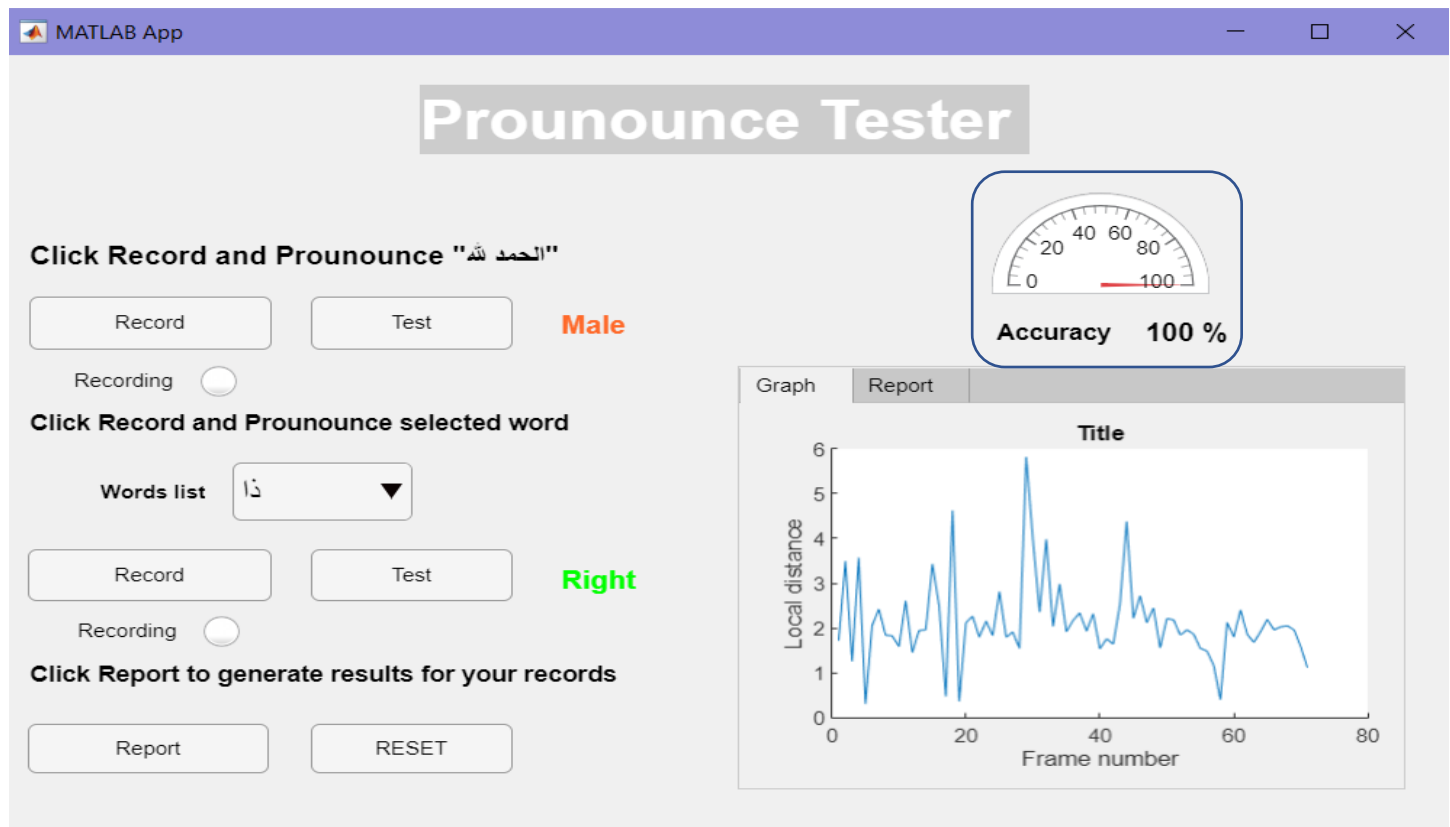 MATLAB App
Prounounce Tester
Click Record and Prounounce "الحمد لله"
Record
Test
Male
Recording
Click Record and Prounounce selected word
Words list
ذا
Record
Test
Right
Recording
Click Report to generate results for your records
Report
RESET
0 20 40 60 80 100
Accuracy 100 %
Graph
Report
Title
Local distance
6
5
4
3
2
1
0
0 20 40 60 80
Frame number